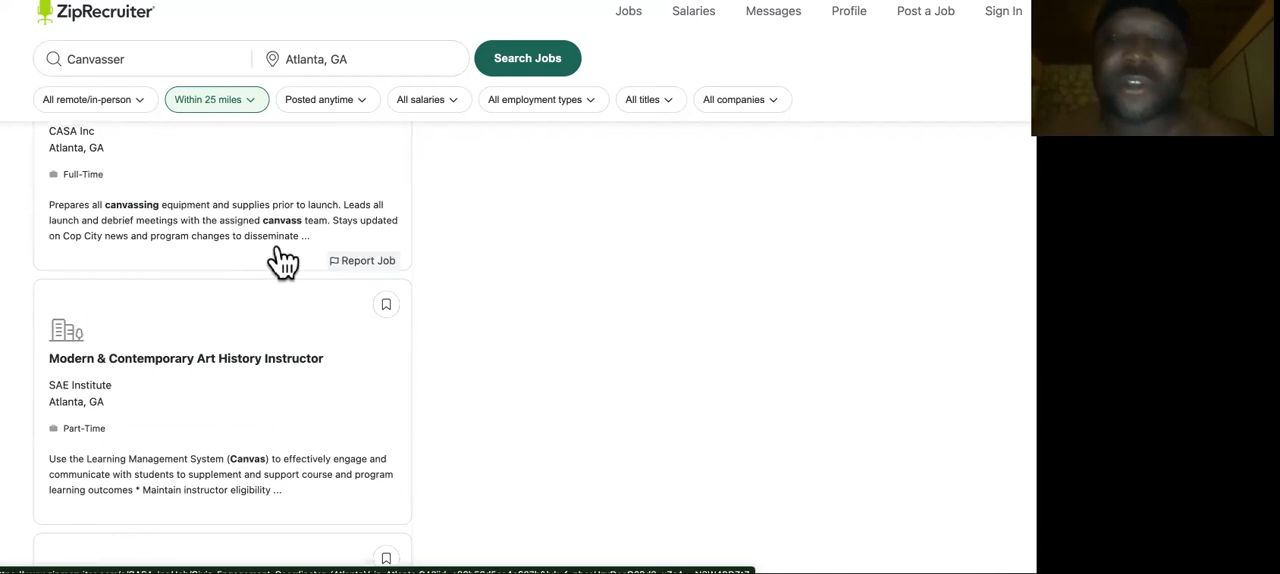 ZipRecruiter
Jobs Salaries Messages Profile Post a Job Sign In
Canvasser Atlanta, GA Search Jobs
All remote/in-person Within 25 miles Posted anytime All salaries All employment types All titles All companies
CASA Inc
Atlanta, GA
Full-Time
Prepares all canvassing equipment and supplies prior to launch. Leads all
launch and debrief meetings with the assigned canvass team. Stays updated
on Cop City news and program changes to disseminate ...
Report Job
Modern & Contemporary Art History Instructor
SAE Institute
Atlanta, GA
Part-Time
Use the Learning Management System (Canvas) to effectively engage and
communicate with students to supplement and support course and program
learning outcomes * Maintain instructor eligibility ...